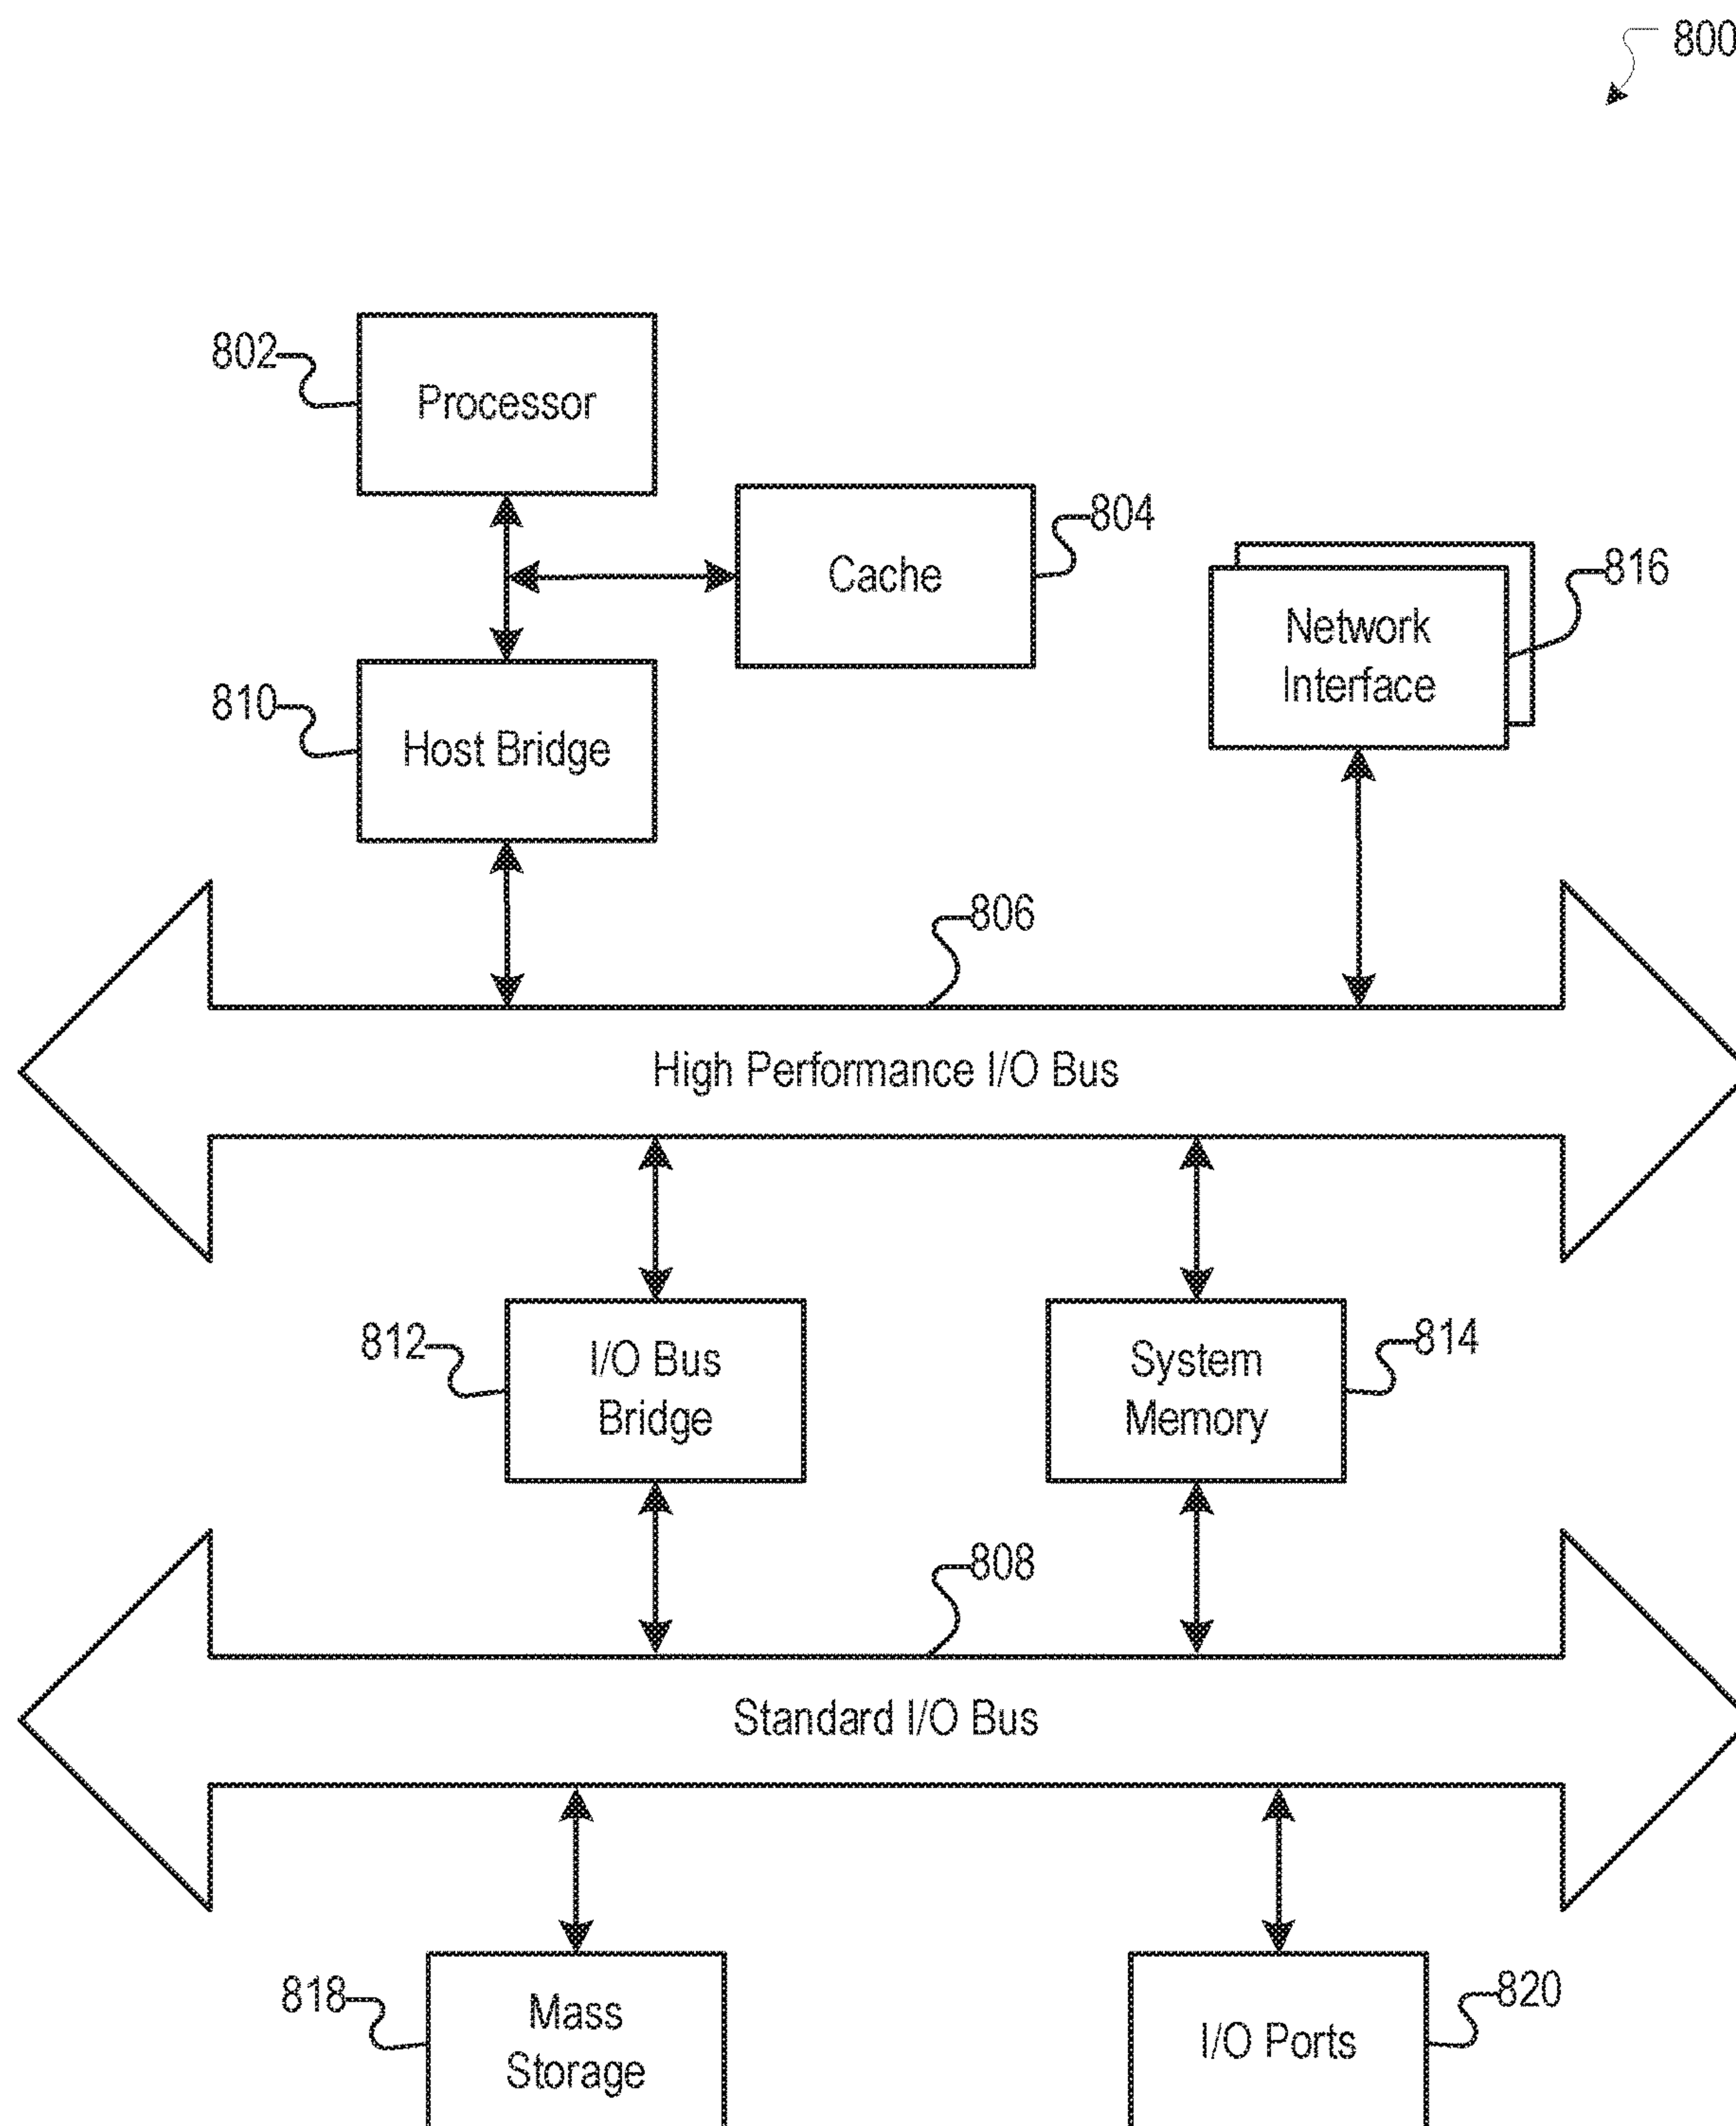 800
802
Processor
804
Cache
816
Network
Interface
810
Host Bridge
806
High Performance I/O Bus
812
I/O Bus
Bridge
814
System
Memory
808
Standard I/O Bus
818
Mass
Storage
820
I/O Ports